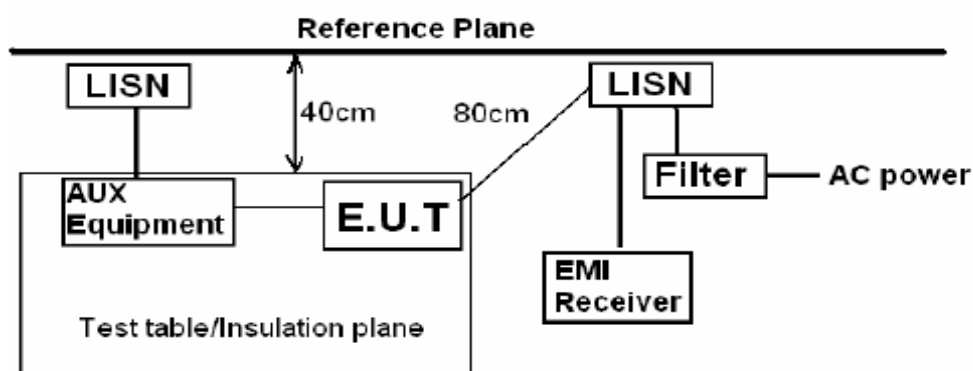 Reference Plane
LISN
40cm
80cm
LISN
Filter
AC power
AUX
Equipment
E.U.T
EMI
Receiver
Test table/Insulation plane